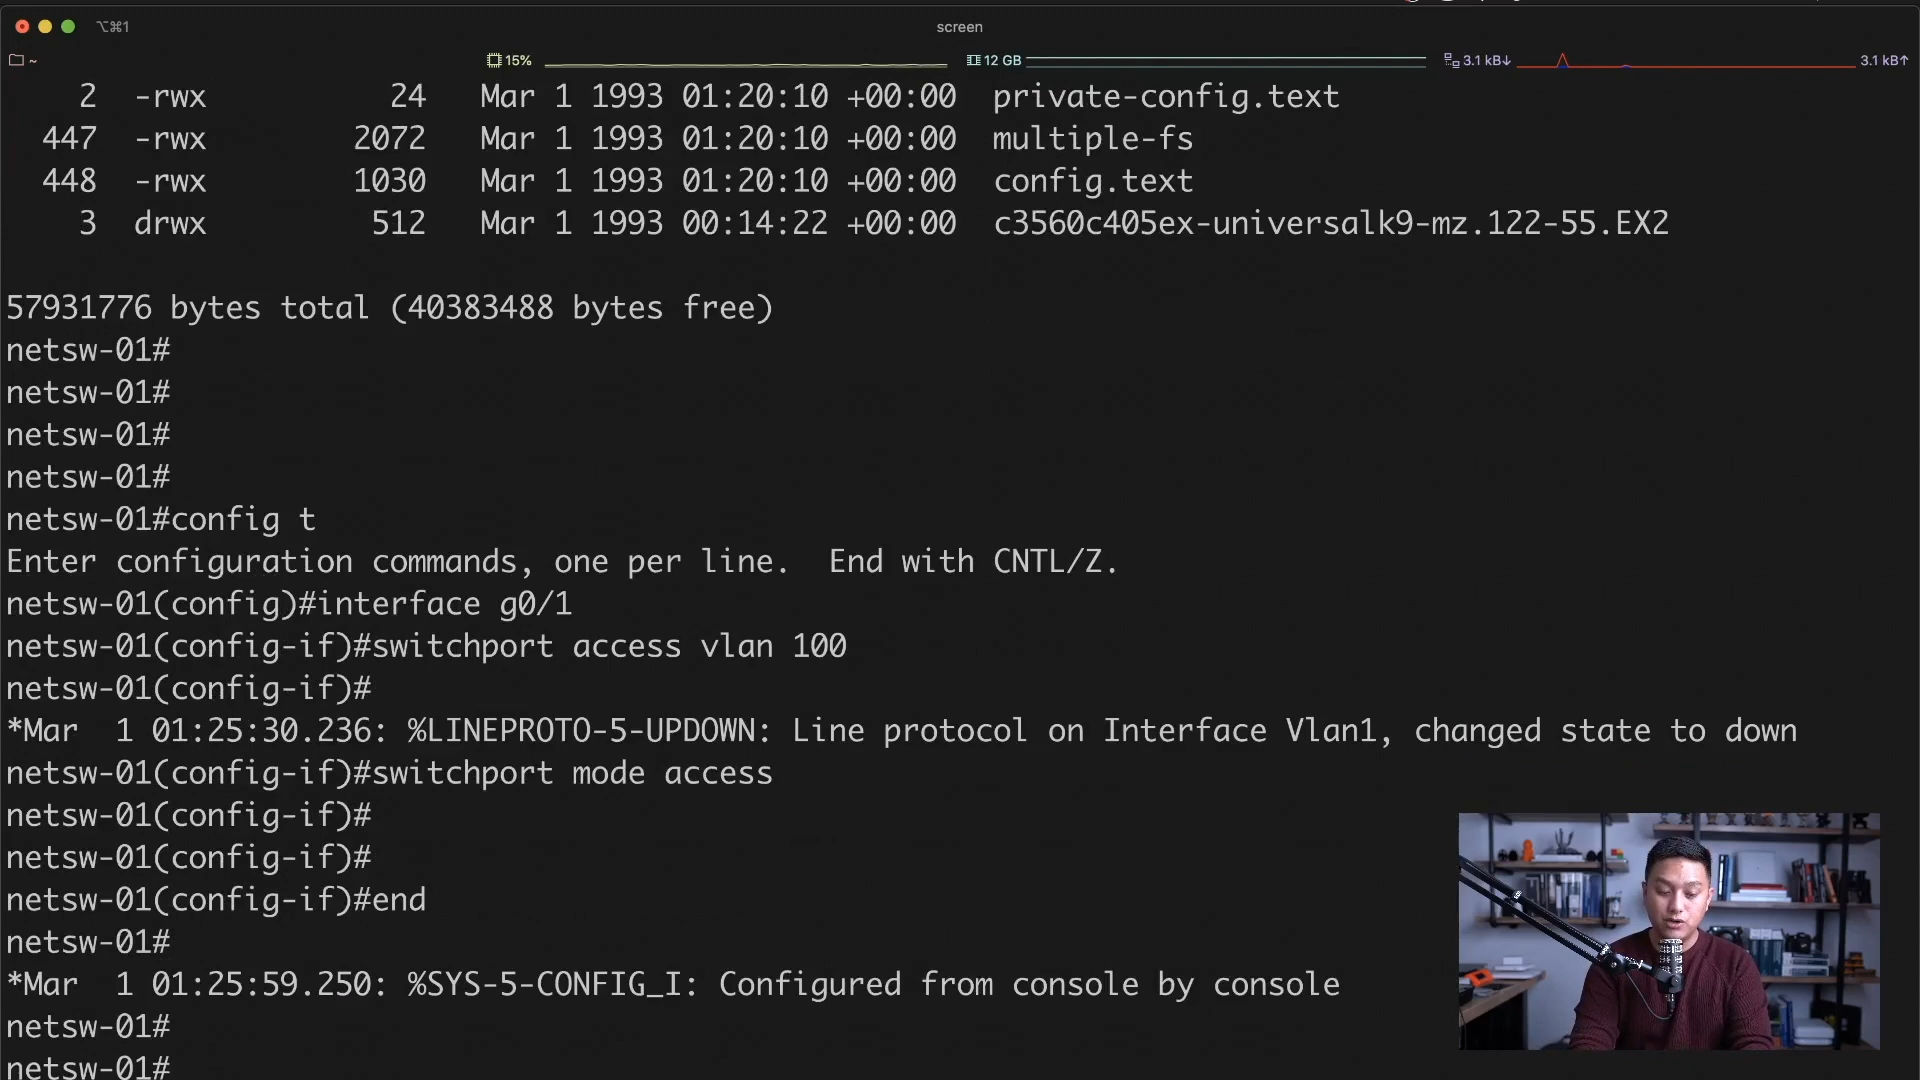 ⌥⌘1
screen
~
15%
12 GB
3.1 kB↓
3.1 kB↑
2 -rwx 24 Mar 1 1993 01:20:10 +00:00 private-config.text
447 -rwx 2072 Mar 1 1993 01:20:10 +00:00 multiple-fs
448 -rwx 1030 Mar 1 1993 01:20:10 +00:00 config.text
3 drwx 512 Mar 1 1993 00:14:22 +00:00 c3560c405ex-universalk9-mz.122-55.EX2
57931776 bytes total (40383488 bytes free)
netsw-01#
netsw-01#
netsw-01#
netsw-01#
netsw-01#config t
Enter configuration commands, one per line.  End with CNTL/Z.
netsw-01(config)#interface g0/1
netsw-01(config-if)#switchport access vlan 100
netsw-01(config-if)#
*Mar  1 01:25:30.236: %LINEPROTO-5-UPDOWN: Line protocol on Interface Vlan1, changed state to down
netsw-01(config-if)#switchport mode access
netsw-01(config-if)#
netsw-01(config-if)#
netsw-01(config-if)#end
netsw-01#
*Mar  1 01:25:59.250: %SYS-5-CONFIG_I: Configured from console by console
netsw-01#
netsw-01#